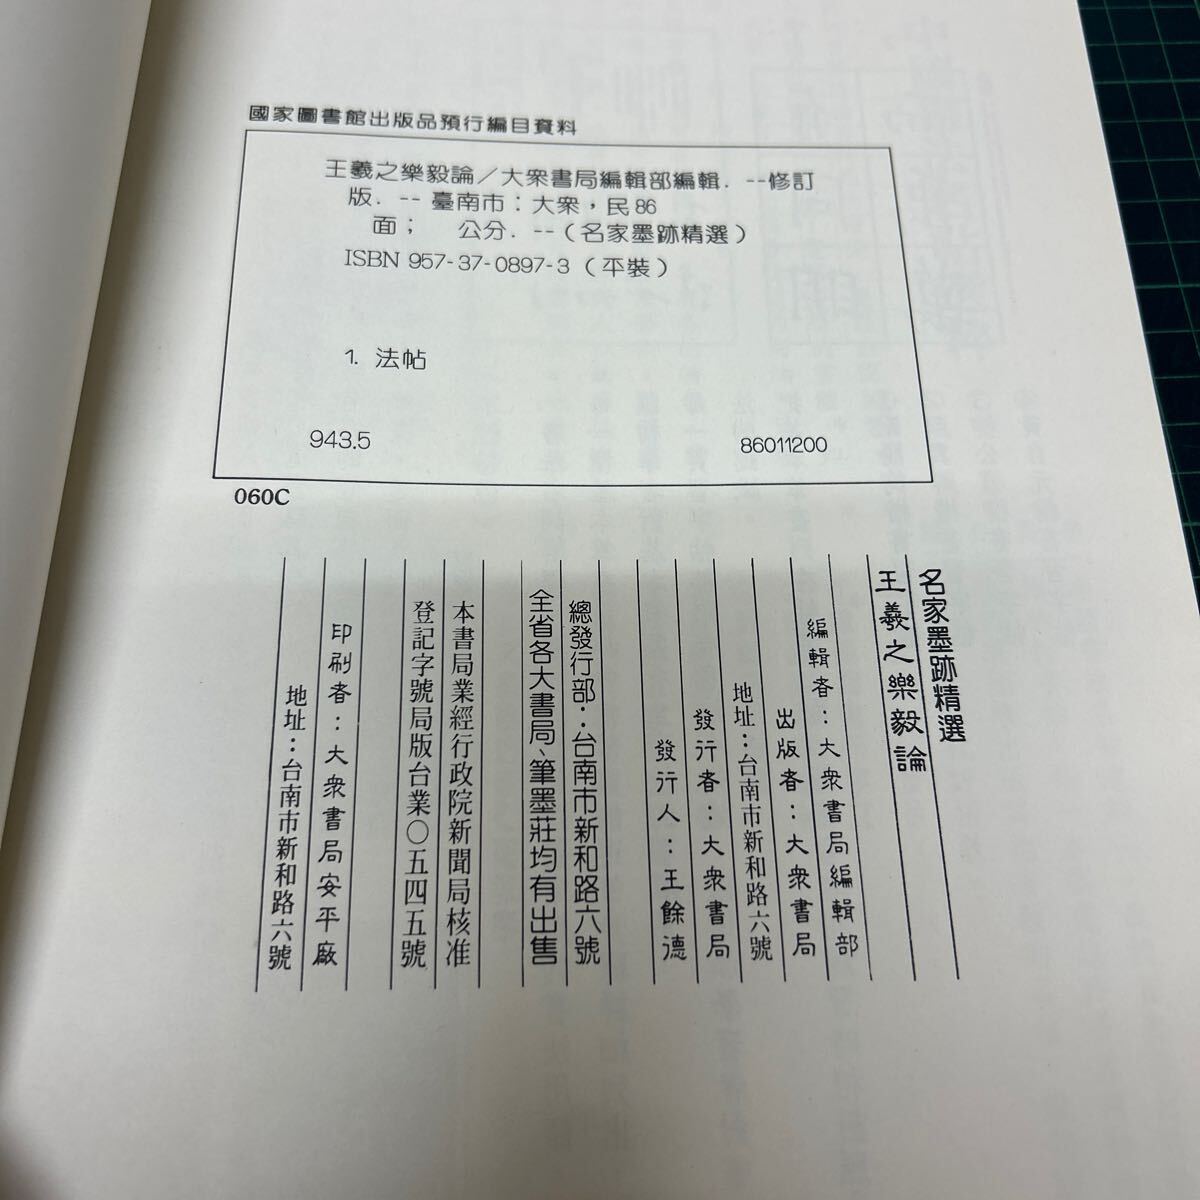 國家圖書館出版品預行編目資料
王羲之樂毅論／大眾書局編輯部編輯. --修訂
版. -- 臺南市：大眾，民86
面； 公分. --（名家墨跡精選）
ISBN 957-37-0897-3（平裝）
1. 法帖
943.5 86011200
060C
名家墨跡精選
王羲之樂毅論
編輯者：大眾書局編輯部
出版者：大眾書局
地址：台南市新和路六號
發行者：大眾書局
發行人：王餘德
總發行部：台南市新和路六號
全省各大書局、筆墨莊均有出售
本書局業經行政院新聞局核准
登記字號局版台業〇五四五號
印刷者：大眾書局安平廠
地址：台南市新和路六號